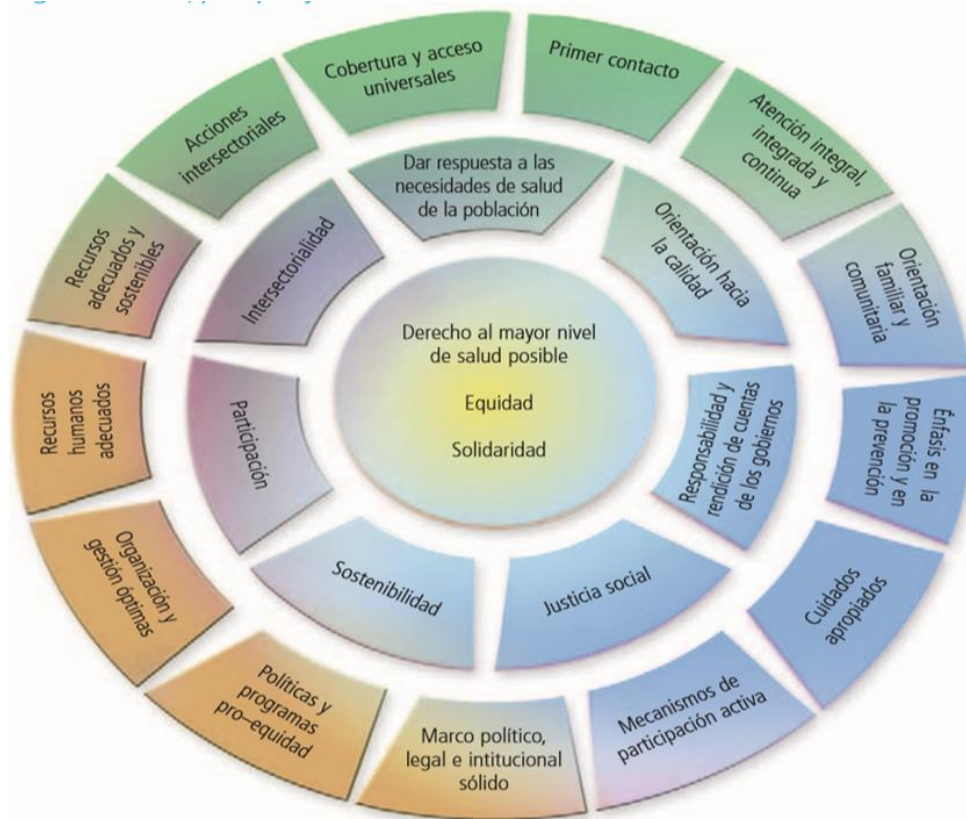 Cobertura y acceso
universales
Primer contacto
Atención integral,
integrada y
continua
Orientación
familiar y
comunitaria
Énfasis en la
promoción y en
la prevención
Cuidados
apropiados
Mecanismos de
participación activa
Marco político,
legal e intitucional
sólido
Políticas y
programas
pro–equidad
Organización y
gestión óptimas
Recursos
humanos
adecuados
Recursos
adecuados y
sostenibles
Acciones
intersectoriales
Dar respuesta a las
necesidades de salud
de la población
Orientación hacia
la calidad
Responsabilidad y
rendición de cuentas
de los gobiernos
Justicia social
Sostenibilidad
Participación
Intersectorialidad
Derecho al mayor nivel
de salud posible
Equidad
Solidaridad